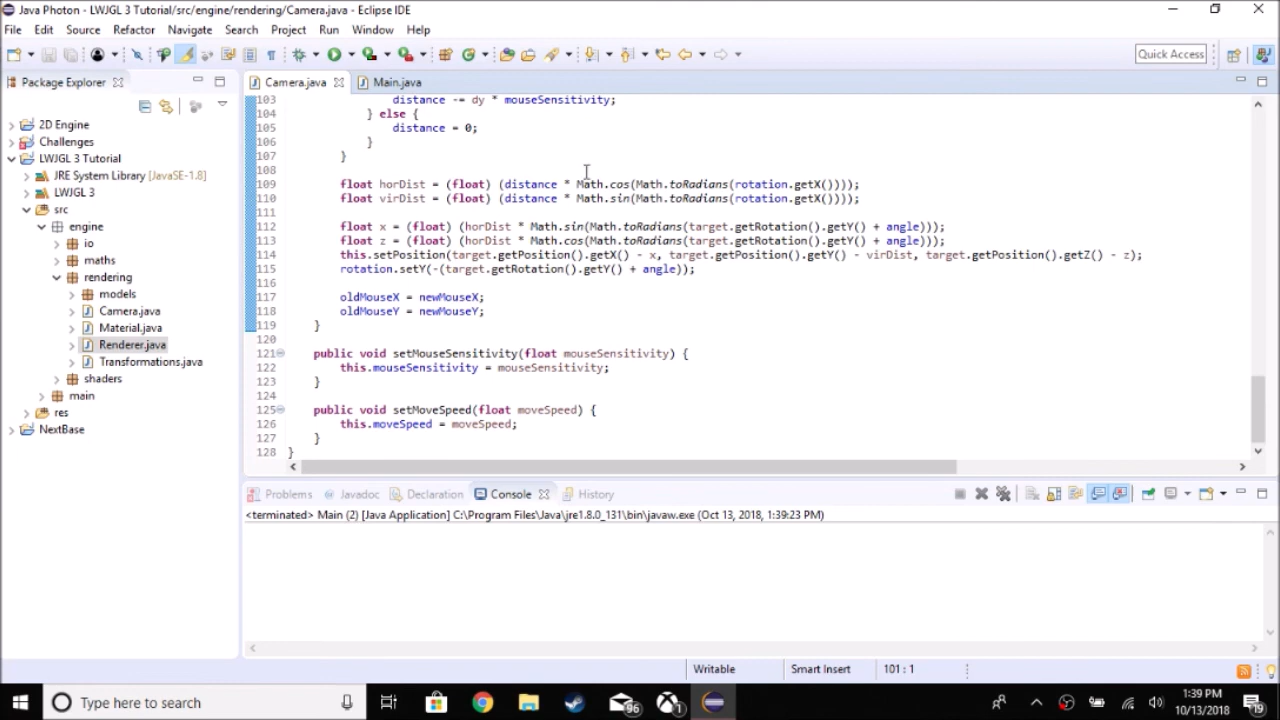 Java Photon - LWJGL 3 Tutorial/src/engine/rendering/Camera.java - Eclipse IDE
File Edit Source Refactor Navigate Search Project Run Window Help
Quick Access
Package Explorer
2D Engine
Challenges
LWJGL 3 Tutorial
JRE System Library [JavaSE-1.8]
LWJGL 3
src
engine
io
maths
rendering
models
Camera.java
Material.java
Renderer.java
Transformations.java
shaders
main
res
NextBase
Camera.java Main.java
103 distance -= dy * mouseSensitivity;
104 } else {
105 distance = 0;
106 }
107 }
108
109 float horDist = (float) (distance * Math.cos(Math.toRadians(rotation.getX())));
110 float virDist = (float) (distance * Math.sin(Math.toRadians(rotation.getX())));
111
112 float x = (float) (horDist * Math.sin(Math.toRadians(target.getRotation().getY() + angle)));
113 float z = (float) (horDist * Math.cos(Math.toRadians(target.getRotation().getY() + angle)));
114 this.setPosition(target.getPosition().getX() - x, target.getPosition().getY() - virDist, target.getPosition().getZ() - z);
115 rotation.setY(-(target.getRotation().getY() + angle));
116
117 oldMouseX = newMouseX;
118 oldMouseY = newMouseY;
119 }
120
121 public void setMouseSensitivity(float mouseSensitivity) {
122 this.mouseSensitivity = mouseSensitivity;
123 }
124
125 public void setMoveSpeed(float moveSpeed) {
126 this.moveSpeed = moveSpeed;
127 }
128 }
Problems Javadoc Declaration Console History
<terminated> Main (2) [Java Application] C:\Program Files\Java\jre1.8.0_131\bin\javaw.exe (Oct 13, 2018, 1:39:23 PM)
Writable Smart Insert 101 : 1
Type here to search
96
1
1:39 PM
10/13/2018
19